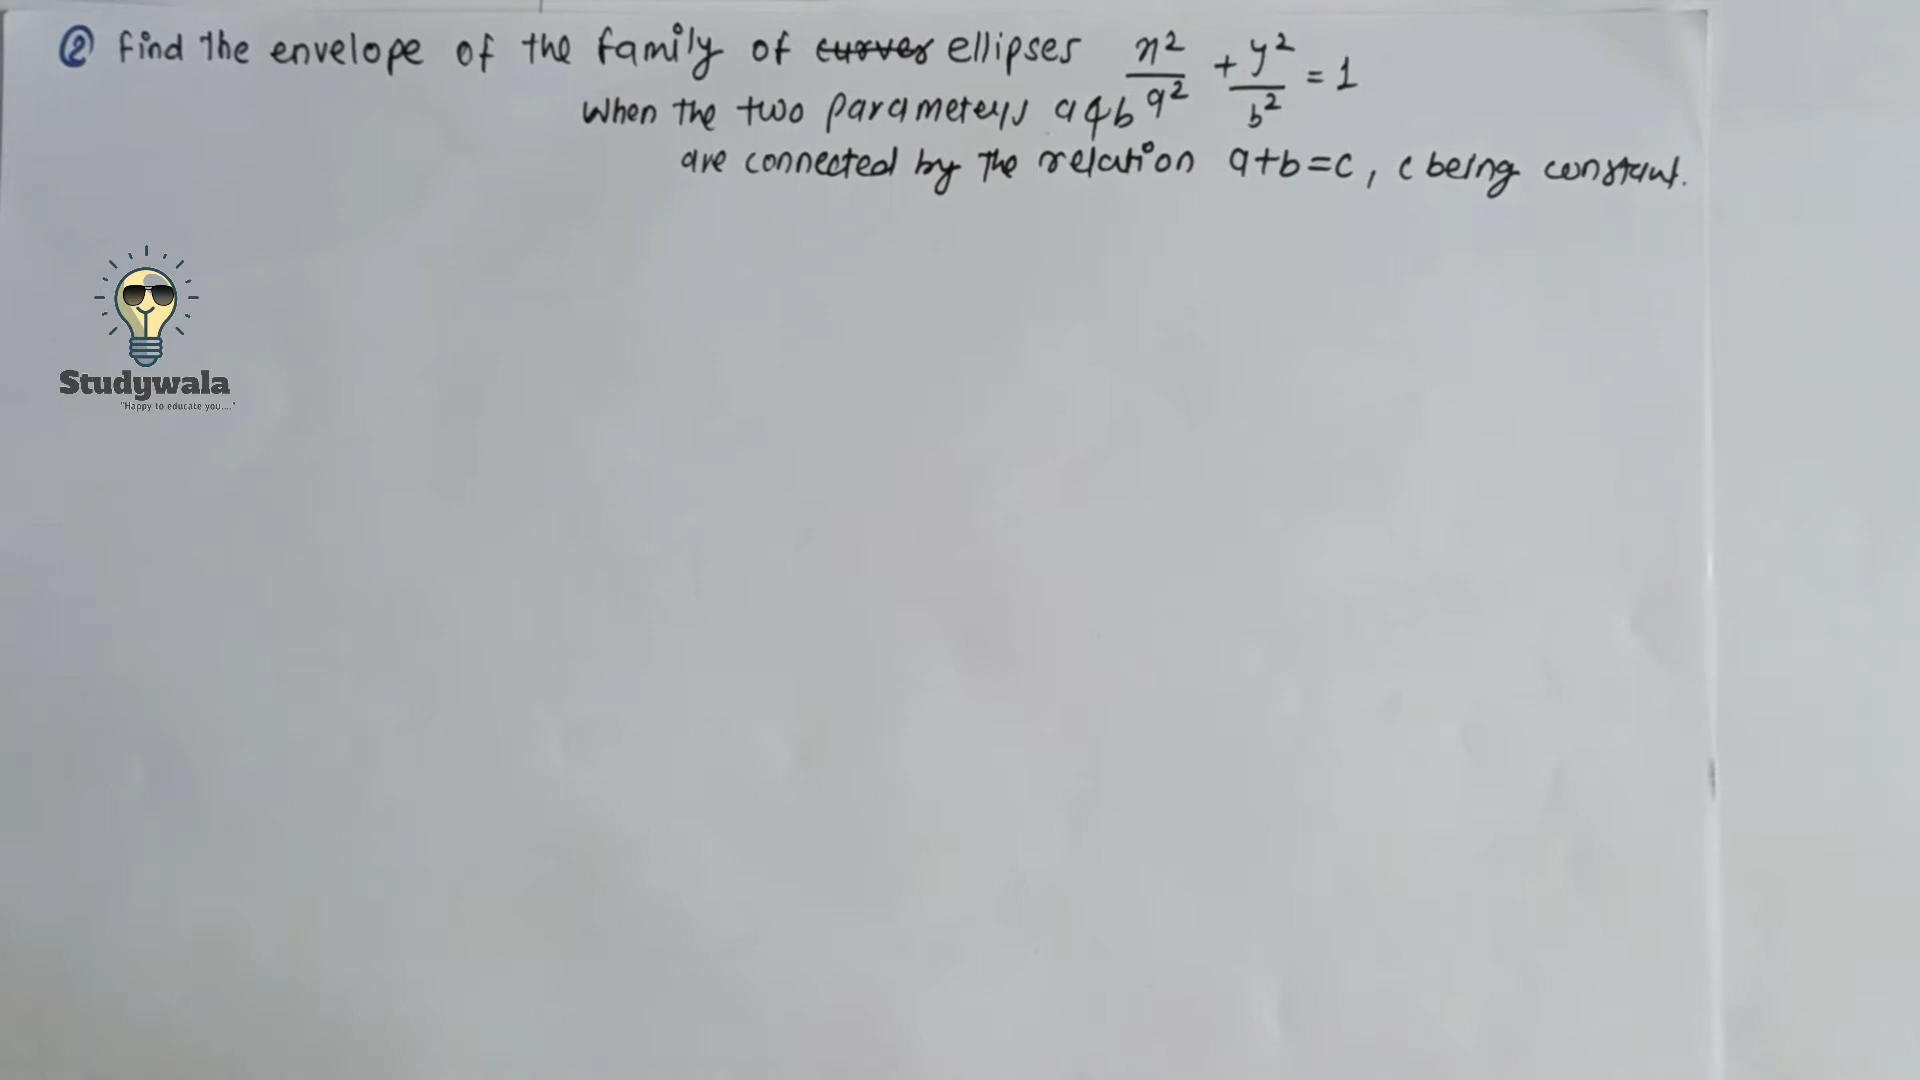 ② Find the envelope of the family of curves ellipses x²/a² + y²/b² = 1
When the two parameters a & b
are connected by the relation a+b=c, c being constant.
Studywala
"Happy to educate you...."